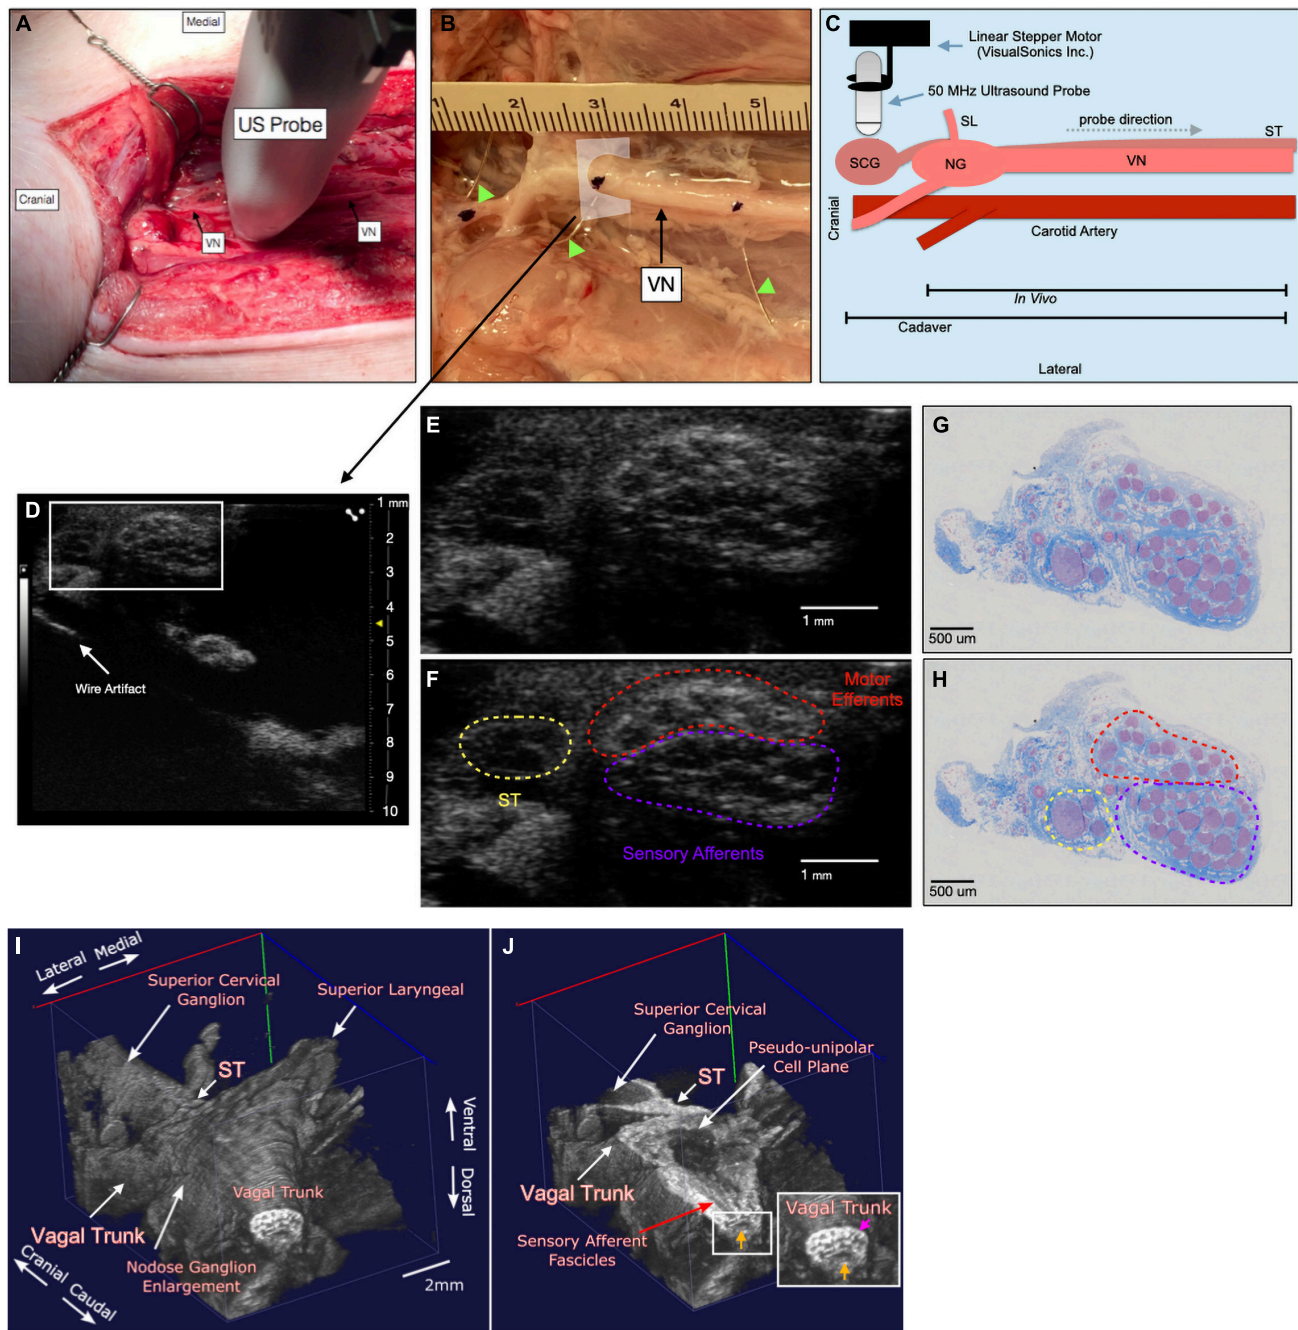 A
Medial
US Probe
Cranial
VN
VN
B
1 2 3 4 5
VN
C
Linear Stepper Motor
(VisualSonics Inc.)
50 MHz Ultrasound Probe
SL
probe direction
ST
SCG
NG
VN
Cranial
Carotid Artery
In Vivo
Cadaver
Lateral
D
1 mm
2
3
4
5
6
7
8
9
10
Wire Artifact
E
1 mm
F
Motor
Efferents
ST
Sensory Afferents
1 mm
G
500 um
H
500 um
I
Lateral Medial
Superior Cervical
Ganglion
Superior Laryngeal
ST
Ventral
Dorsal
Vagal Trunk
Vagal Trunk
Nodose Ganglion
Enlargement
Cranial Caudal
2mm
J
Superior Cervical
Ganglion
Pseudo-unipolar
Cell Plane
ST
Vagal Trunk
Sensory Afferent
Fascicles
Vagal Trunk